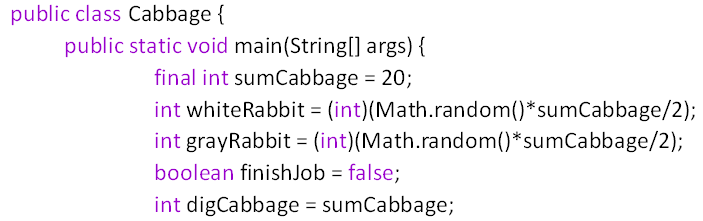 public class Cabbage {
public static void main(String[] args) {
final int sumCabbage = 20;
int whiteRabbit = (int)(Math.random()*sumCabbage/2);
int grayRabbit = (int)(Math.random()*sumCabbage/2);
boolean finishJob = false;
int digCabbage = sumCabbage;